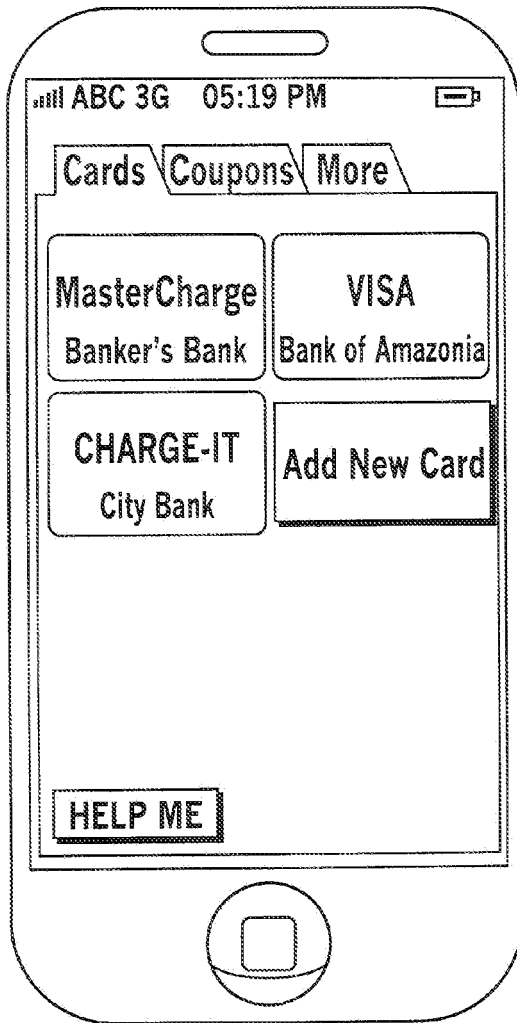 ABC 3G 05:19 PM
Cards Coupons More
MasterCharge
Banker's Bank
VISA
Bank of Amazonia
CHARGE-IT
City Bank
Add New Card
HELP ME